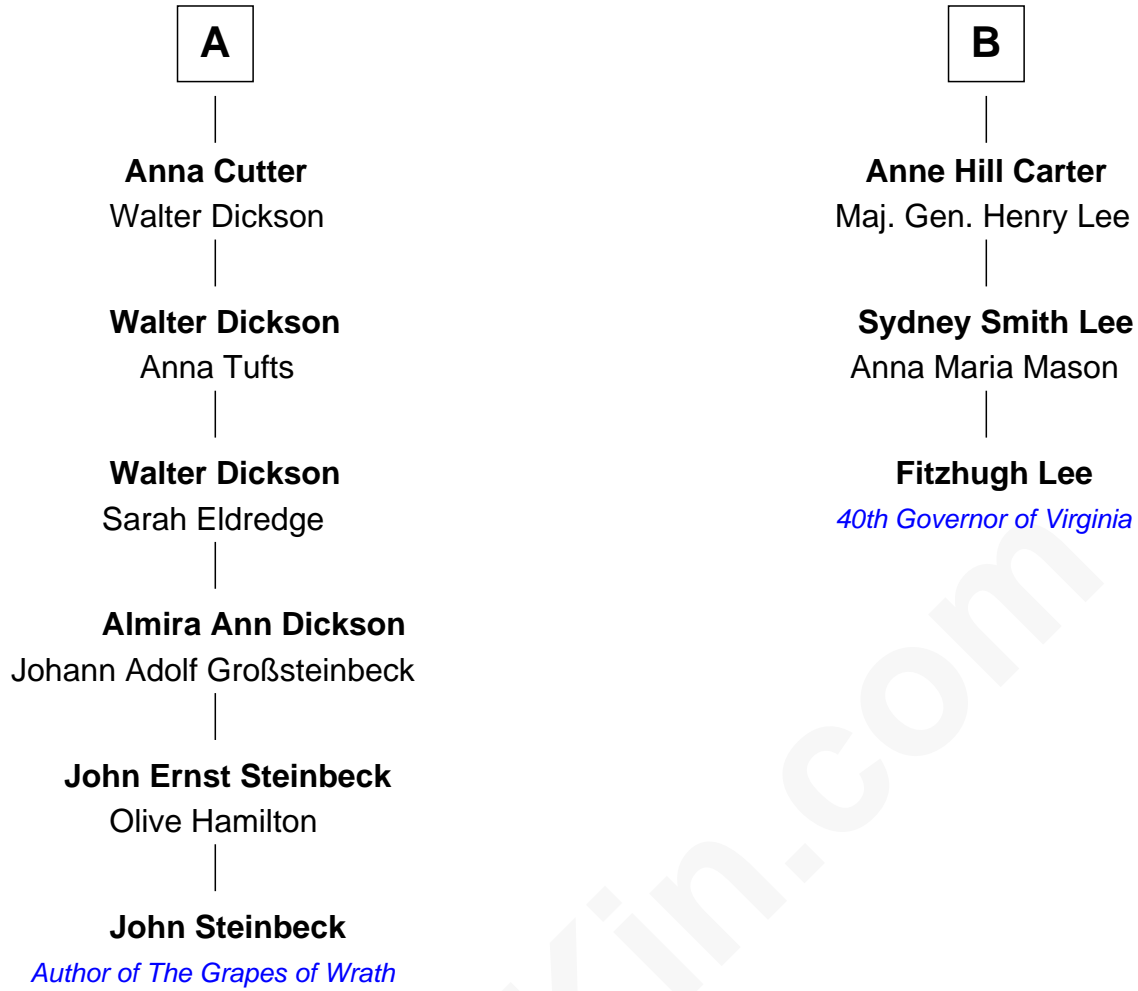 A
Anna Cutter
Walter Dickson
Walter Dickson
Anna Tufts
Walter Dickson
Sarah Eldredge
Almira Ann Dickson
Johann Adolf Großsteinbeck
John Ernst Steinbeck
Olive Hamilton
John Steinbeck
Author of The Grapes of Wrath
B
Anne Hill Carter
Maj. Gen. Henry Lee
Sydney Smith Lee
Anna Maria Mason
Fitzhugh Lee
40th Governor of Virginia
Kin.com